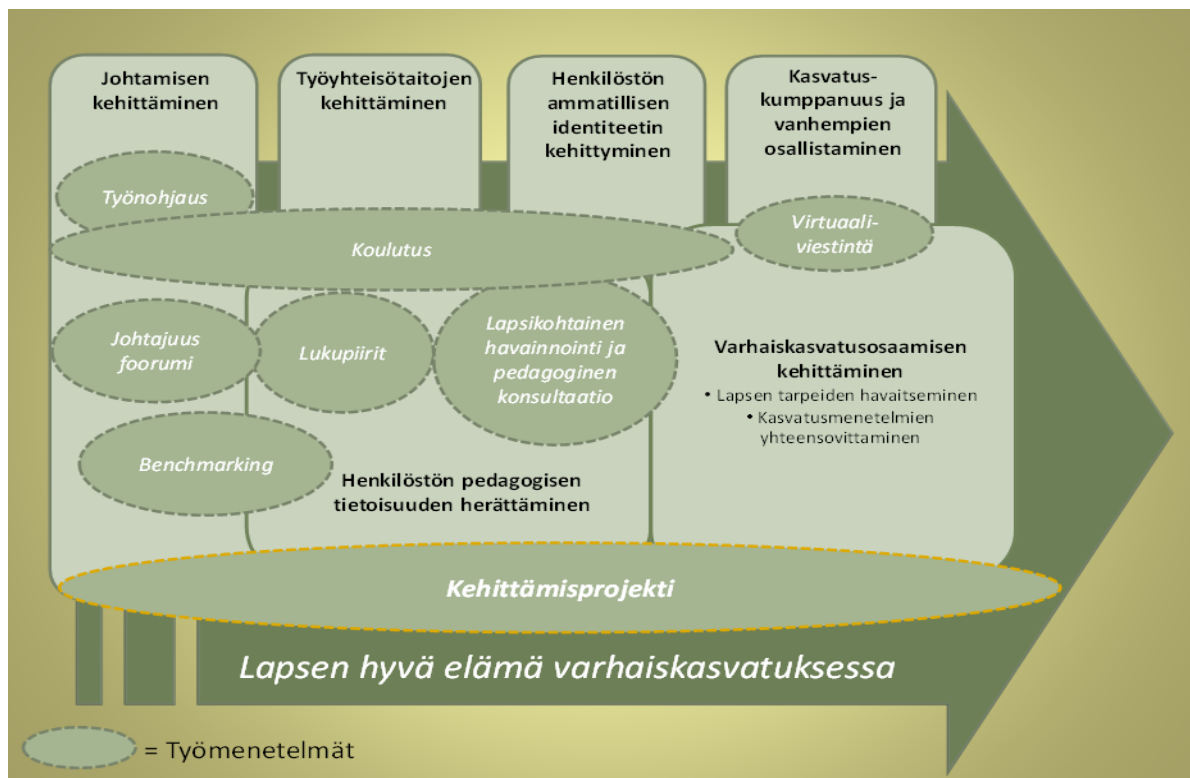 Johtamisen
kehittäminen
Työyhteisötaitojen
kehittäminen
Henkilöstön
ammatillisen
identiteetin
kehittyminen
Kasvatus-
kumppanuus ja
vanhempien
osallistaminen
Työnohjaus
Koulutus
Virtuaali-
viestintä
Johtajuus
foorumi
Lukupiirit
Lapsikohtainen
havainnointi ja
pedagoginen
konsultaatio
Varhaiskasvatusosaamisen
kehittäminen
• Lapsen tarpeiden havaitseminen
• Kasvatusmenetelmien
yhteensovittaminen
Benchmarking
Henkilöstön pedagogisen
tietoisuuden herättäminen
Kehittämisprojekti
Lapsen hyvä elämä varhaiskasvatuksessa
= Työmenetelmät